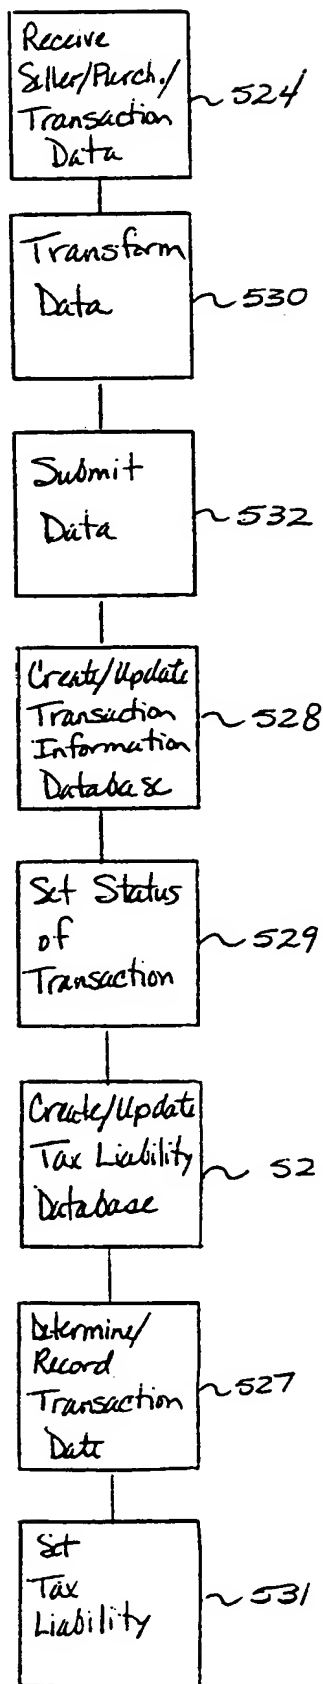 Receive
Seller/Purch./
Transaction
Data
524
Transform
Data
530
Submit
Data
532
Create/Update
Transaction
Information
Database
528
Set Status
of
Transaction
529
Create/Update
Tax Liability
Database
52
Determine/
Record
Transaction
Date
527
Set
Tax
Liability
531